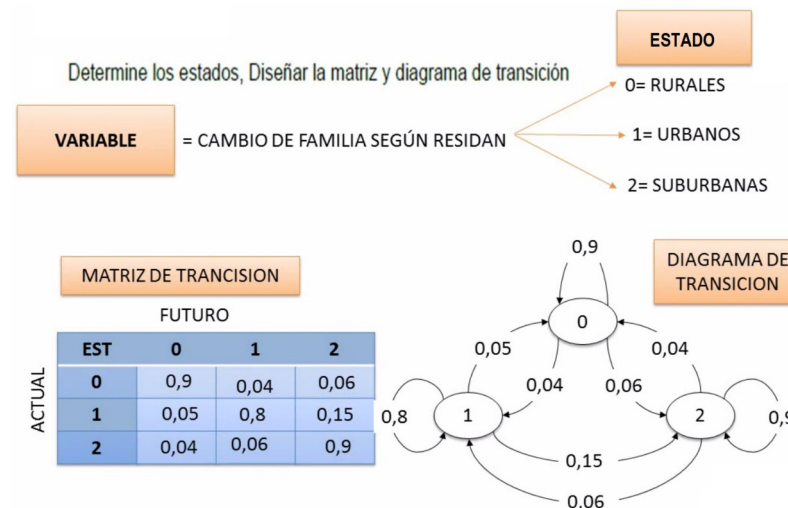 ESTADO
Determine los estados, Diseñar la matriz y diagrama de transición
0= RURALES
VARIABLE
= CAMBIO DE FAMILIA SEGÚN RESIDAN
1= URBANOS
2= SUBURBANAS
MATRIZ DE TRANCISION
DIAGRAMA DE
TRANSICION
FUTURO
ACTUAL
EST 0 1 2
0 0,9 0,04 0,06
1 0,05 0,8 0,15
2 0,04 0,06 0,9
0,9
0
0,05
0,04
0,04
0,06
0,8
1
2
0,9
0,15
0,06